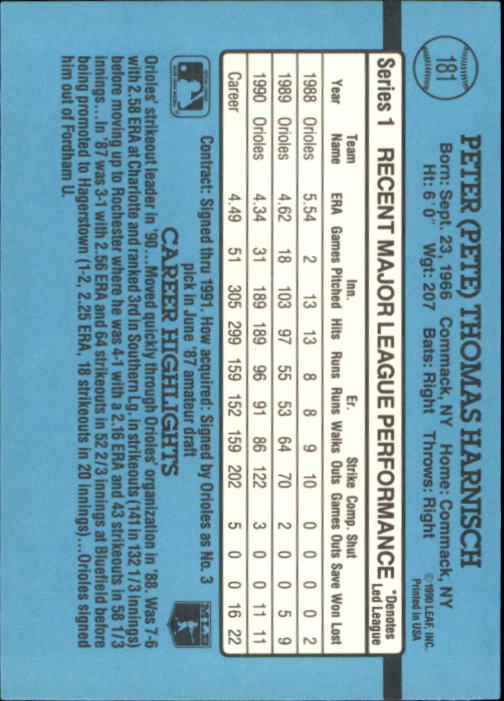 181
PETER (PETE) THOMAS HARNISCH
Born: Sept. 23, 1966 Commack, NY Home: Commack, NY
Ht: 6'0" Wgt: 207 Bats: Right Throws: Right
©1990 LEAF, INC.
Printed in USA
Series 1 RECENT MAJOR LEAGUE PERFORMANCE *Denotes Led League
Team Inn. Er. Strike Comp. Shut
Year Name ERA Games Pitched Hits Runs Runs Walks Outs Games Outs Save Won Lost
1988 Orioles 5.54 2 13 13 8 8 9 10 0 0 0 0 2
1989 Orioles 4.62 18 103 97 55 53 64 70 2 0 0 5 9
1990 Orioles 4.34 31 189 189 96 91 86 122 3 0 0 11 11
Career 4.49 51 305 299 159 152 159 202 5 0 0 16 22
Contract: Signed thru 1991. How acquired: Signed by Orioles as No. 3
pick in June '87 amateur draft
CAREER HIGHLIGHTS
MLB
Orioles' strikeout leader in '90...Moved quickly through Orioles' organization in '88. Was 7-6
with 2.58 ERA at Charlotte and ranked 3rd in Southern Lg. in strikeouts (141 in 132 1/3 innings)
before moving up to Rochester where he was 4-1 with a 2.16 ERA and 43 strikeouts in 58 1/3
innings...In '87 was 3-1 with 2.56 ERA and 64 strikeouts in 52 2/3 innings at Bluefield before
being promoted to Hagerstown (1-2, 2.25 ERA, 18 strikeouts in 20 innings)...Orioles signed
him out of Fordham U.